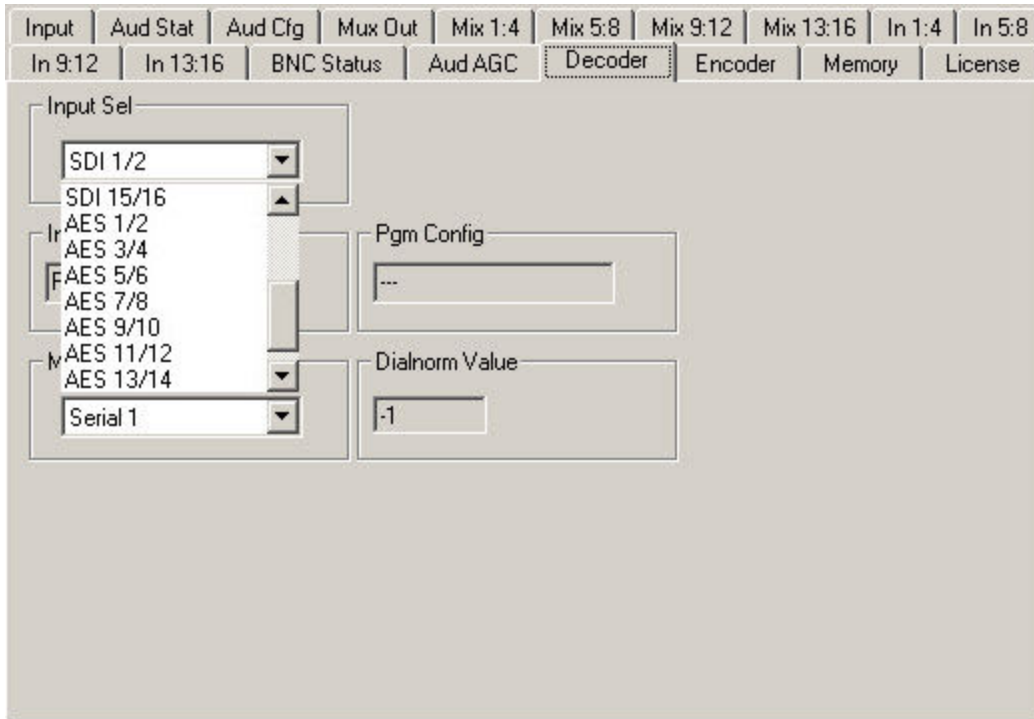 Input Aud Stat Aud Cfg Mux Out Mix 1:4 Mix 5:8 Mix 9:12 Mix 13:16 In 1:4 In 5:8
In 9:12 In 13:16 BNC Status Aud AGC Decoder Encoder Memory License
Input Sel
SDI 1/2
SDI 15/16
AES 1/2
AES 3/4
AES 5/6
AES 7/8
AES 9/10
AES 11/12
AES 13/14
Pgm Config
---
Serial 1
Dialnorm Value
-1